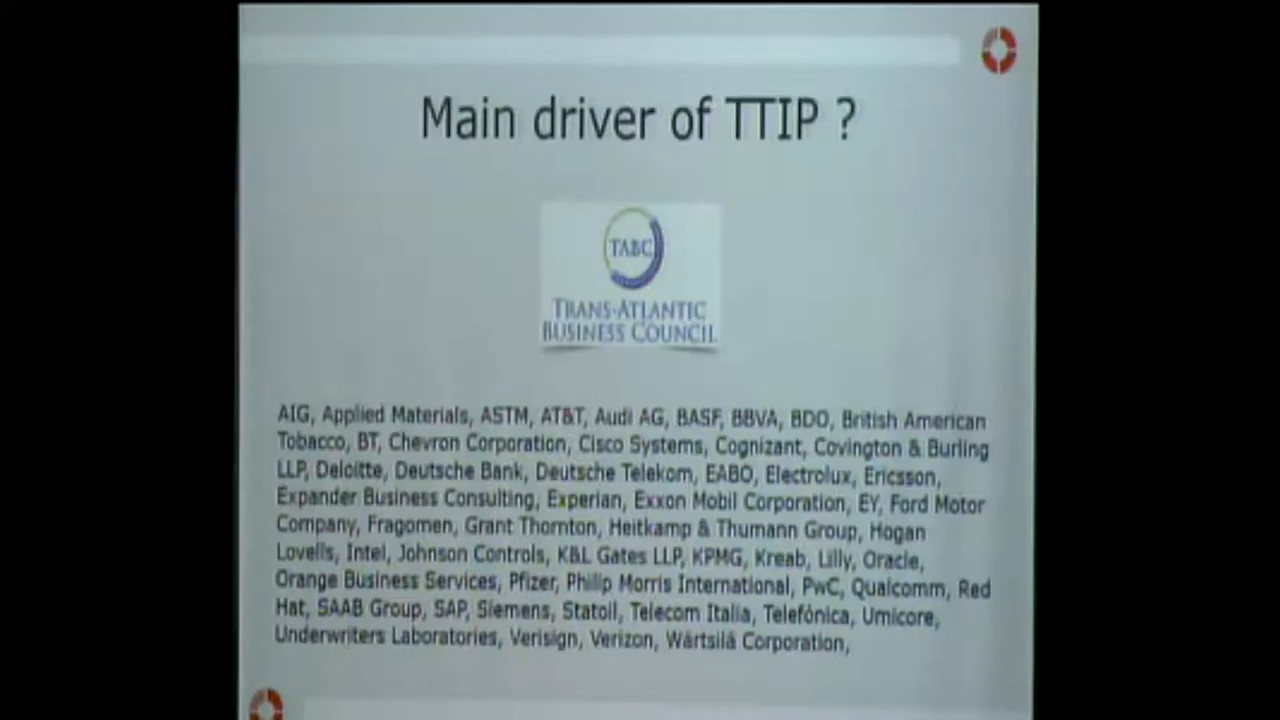 Main driver of TTIP ?
TABC
TRANS-ATLANTIC
BUSINESS COUNCIL
AIG, Applied Materials, ASTM, AT&T, Audi AG, BASF, BBVA, BDO, British American
Tobacco, BT, Chevron Corporation, Cisco Systems, Cognizant, Covington & Burling
LLP, Deloitte, Deutsche Bank, Deutsche Telekom, EABO, Electrolux, Ericsson,
Expander Business Consulting, Experian, Exxon Mobil Corporation, EY, Ford Motor
Company, Fragomen, Grant Thornton, Heitkamp & Thumann Group, Hogan
Lovells, Intel, Johnson Controls, K&L Gates LLP, KPMG, Kreab, Lilly, Oracle,
Orange Business Services, Pfizer, Philip Morris International, PwC, Qualcomm, Red
Hat, SAAB Group, SAP, Siemens, Statoil, Telecom Italia, Telefónica, Umicore,
Underwriters Laboratories, Verisign, Verizon, Wärtsilä Corporation,